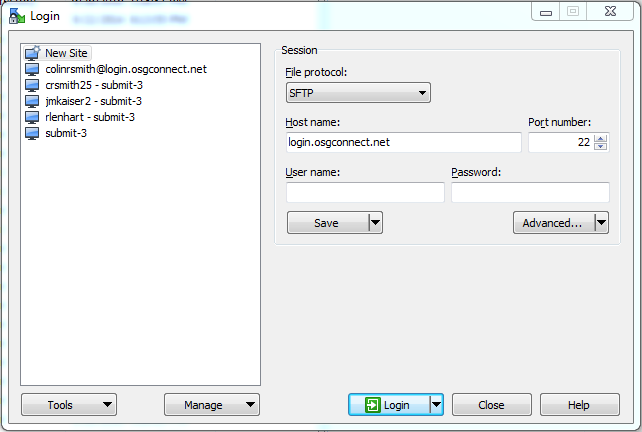 Login
New Site
colinrsmith@login.osgconnect.net
crsmith25 - submit-3
jmkaiser2 - submit-3
rlenhart - submit-3
submit-3
Session
File protocol:
SFTP
Host name:
Port number:
login.osgconnect.net
22
User name:
Password:
Save
Advanced...
Tools
Manage
Login
Close
Help